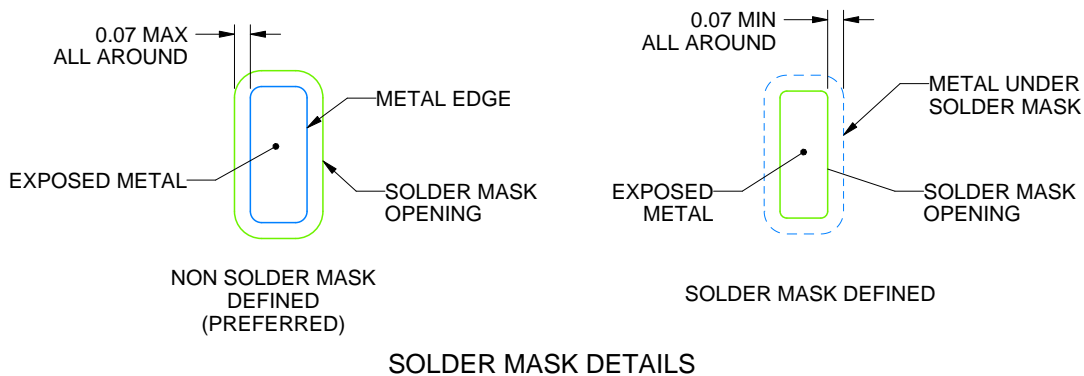 0.07 MAX
ALL AROUND
METAL EDGE
EXPOSED METAL
SOLDER MASK
OPENING
NON SOLDER MASK
DEFINED
(PREFERRED)
0.07 MIN
ALL AROUND
METAL UNDER
SOLDER MASK
EXPOSED
METAL
SOLDER MASK
OPENING
SOLDER MASK DEFINED
SOLDER MASK DETAILS